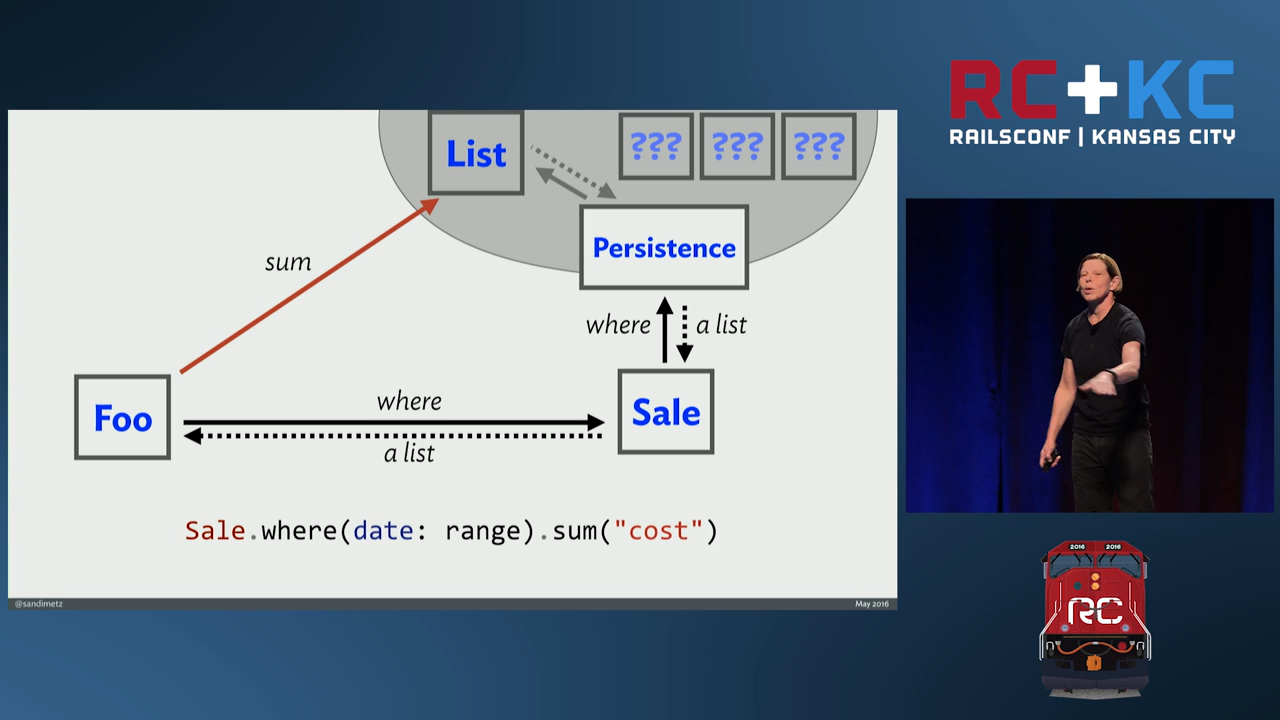 RC+KC
RAILSCONF | KANSAS CITY
List
???
???
???
Persistence
sum
where
a list
Foo
where
a list
Sale
Sale.where(date: range).sum("cost")
@sandimetz
May 2016
2016
2016
RC